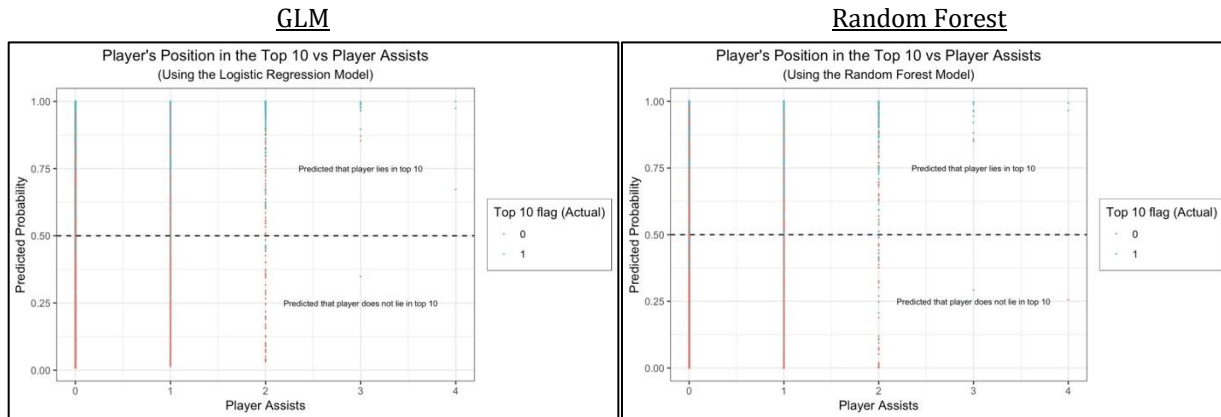 GLM
Player's Position in the Top 10 vs Player Assists
(Using the Logistic Regression Model)
1.00
0.75
0.50
0.25
0.00
Predicted Probability
Predicted that player lies in top 10
Predicted that player does not lie in top 10
0 1 2 3 4
Player Assists
Top 10 flag (Actual)
0
1
Random Forest
Player's Position in the Top 10 vs Player Assists
(Using the Random Forest Model)
1.00
0.75
0.50
0.25
0.00
Predicted Probability
Predicted that player lies in top 10
Predicted that player does not lie in top 10
0 1 2 3 4
Player Assists
Top 10 flag (Actual)
0
1